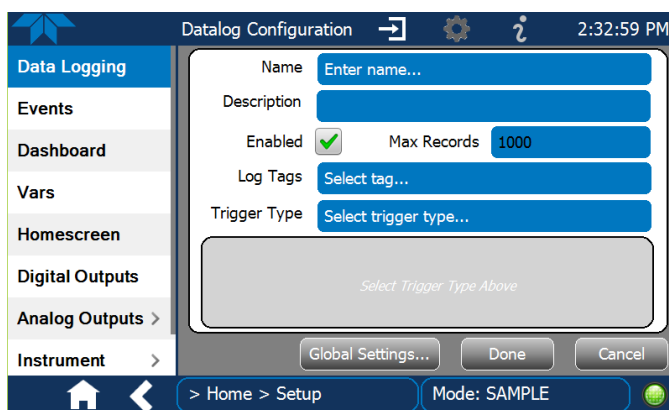 Datalog Configuration 2:32:59 PM
Data Logging
Events
Dashboard
Vars
Homescreen
Digital Outputs
Analog Outputs >
Instrument >
Name Enter name...
Description
Enabled Max Records 1000
Log Tags Select tag...
Trigger Type Select trigger type...
Select Trigger Type Above
Global Settings... Done Cancel
> Home > Setup Mode: SAMPLE